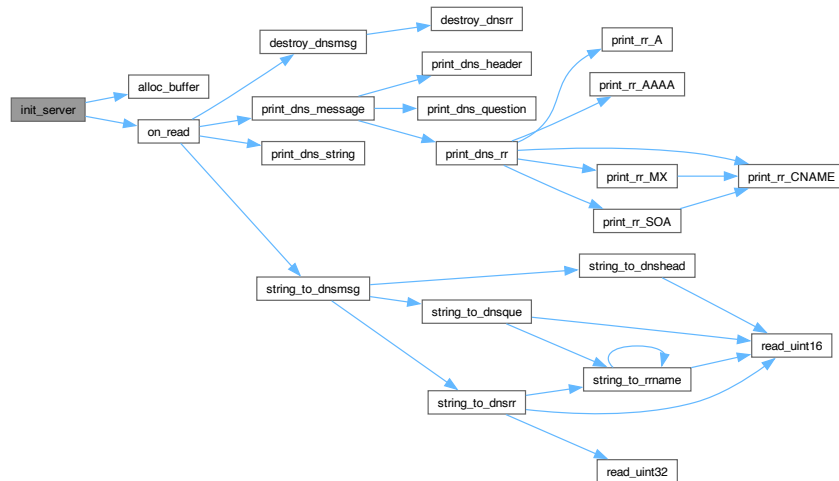 init_server
alloc_buffer
on_read
destroy_dnsmsg
destroy_dnsrr
print_dns_message
print_dns_header
print_dns_question
print_dns_string
print_dns_rr
print_rr_A
print_rr_AAAA
print_rr_MX
print_rr_CNAME
print_rr_SOA
string_to_dnsmsg
string_to_dnshead
string_to_dnsque
read_uint16
string_to_rrname
string_to_dnsrr
read_uint32